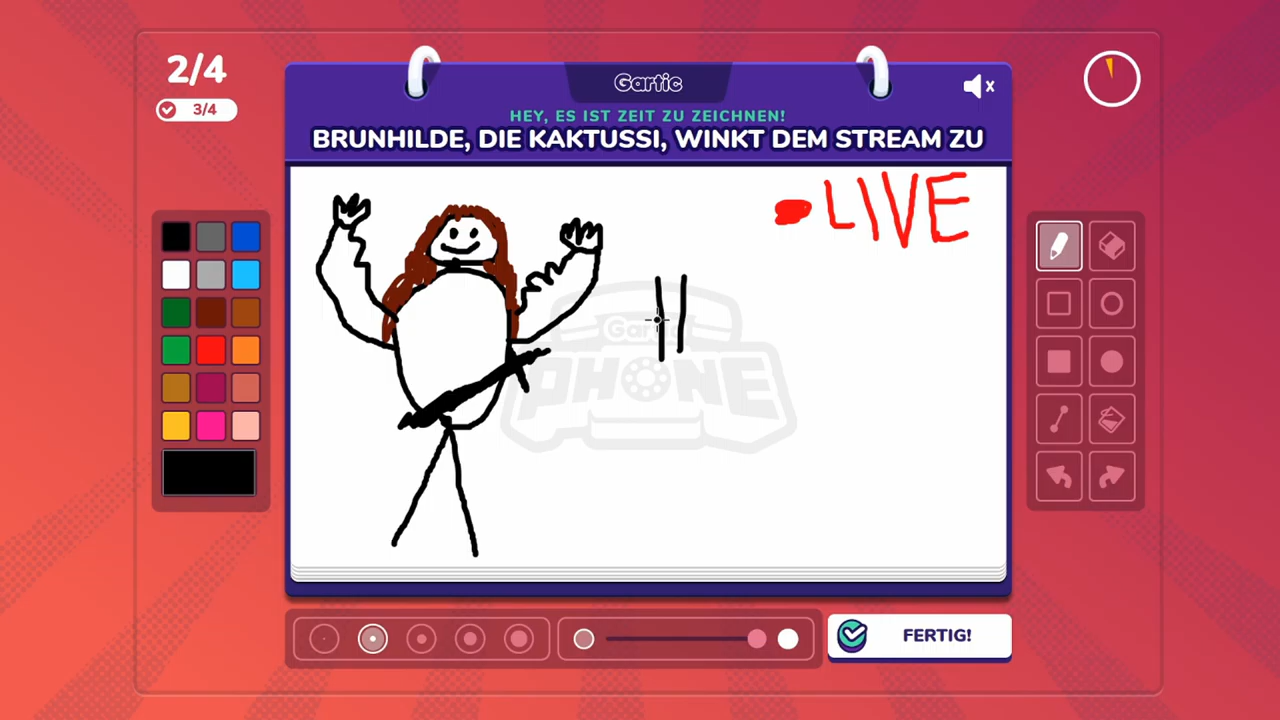 2/4
3/4
Gartic
HEY, ES IST ZEIT ZU ZEICHNEN!
BRUNHILDE, DIE KAKTUSSI, WINKT DEM STREAM ZU
LIVE
Gartic
PHONE
FERTIG!